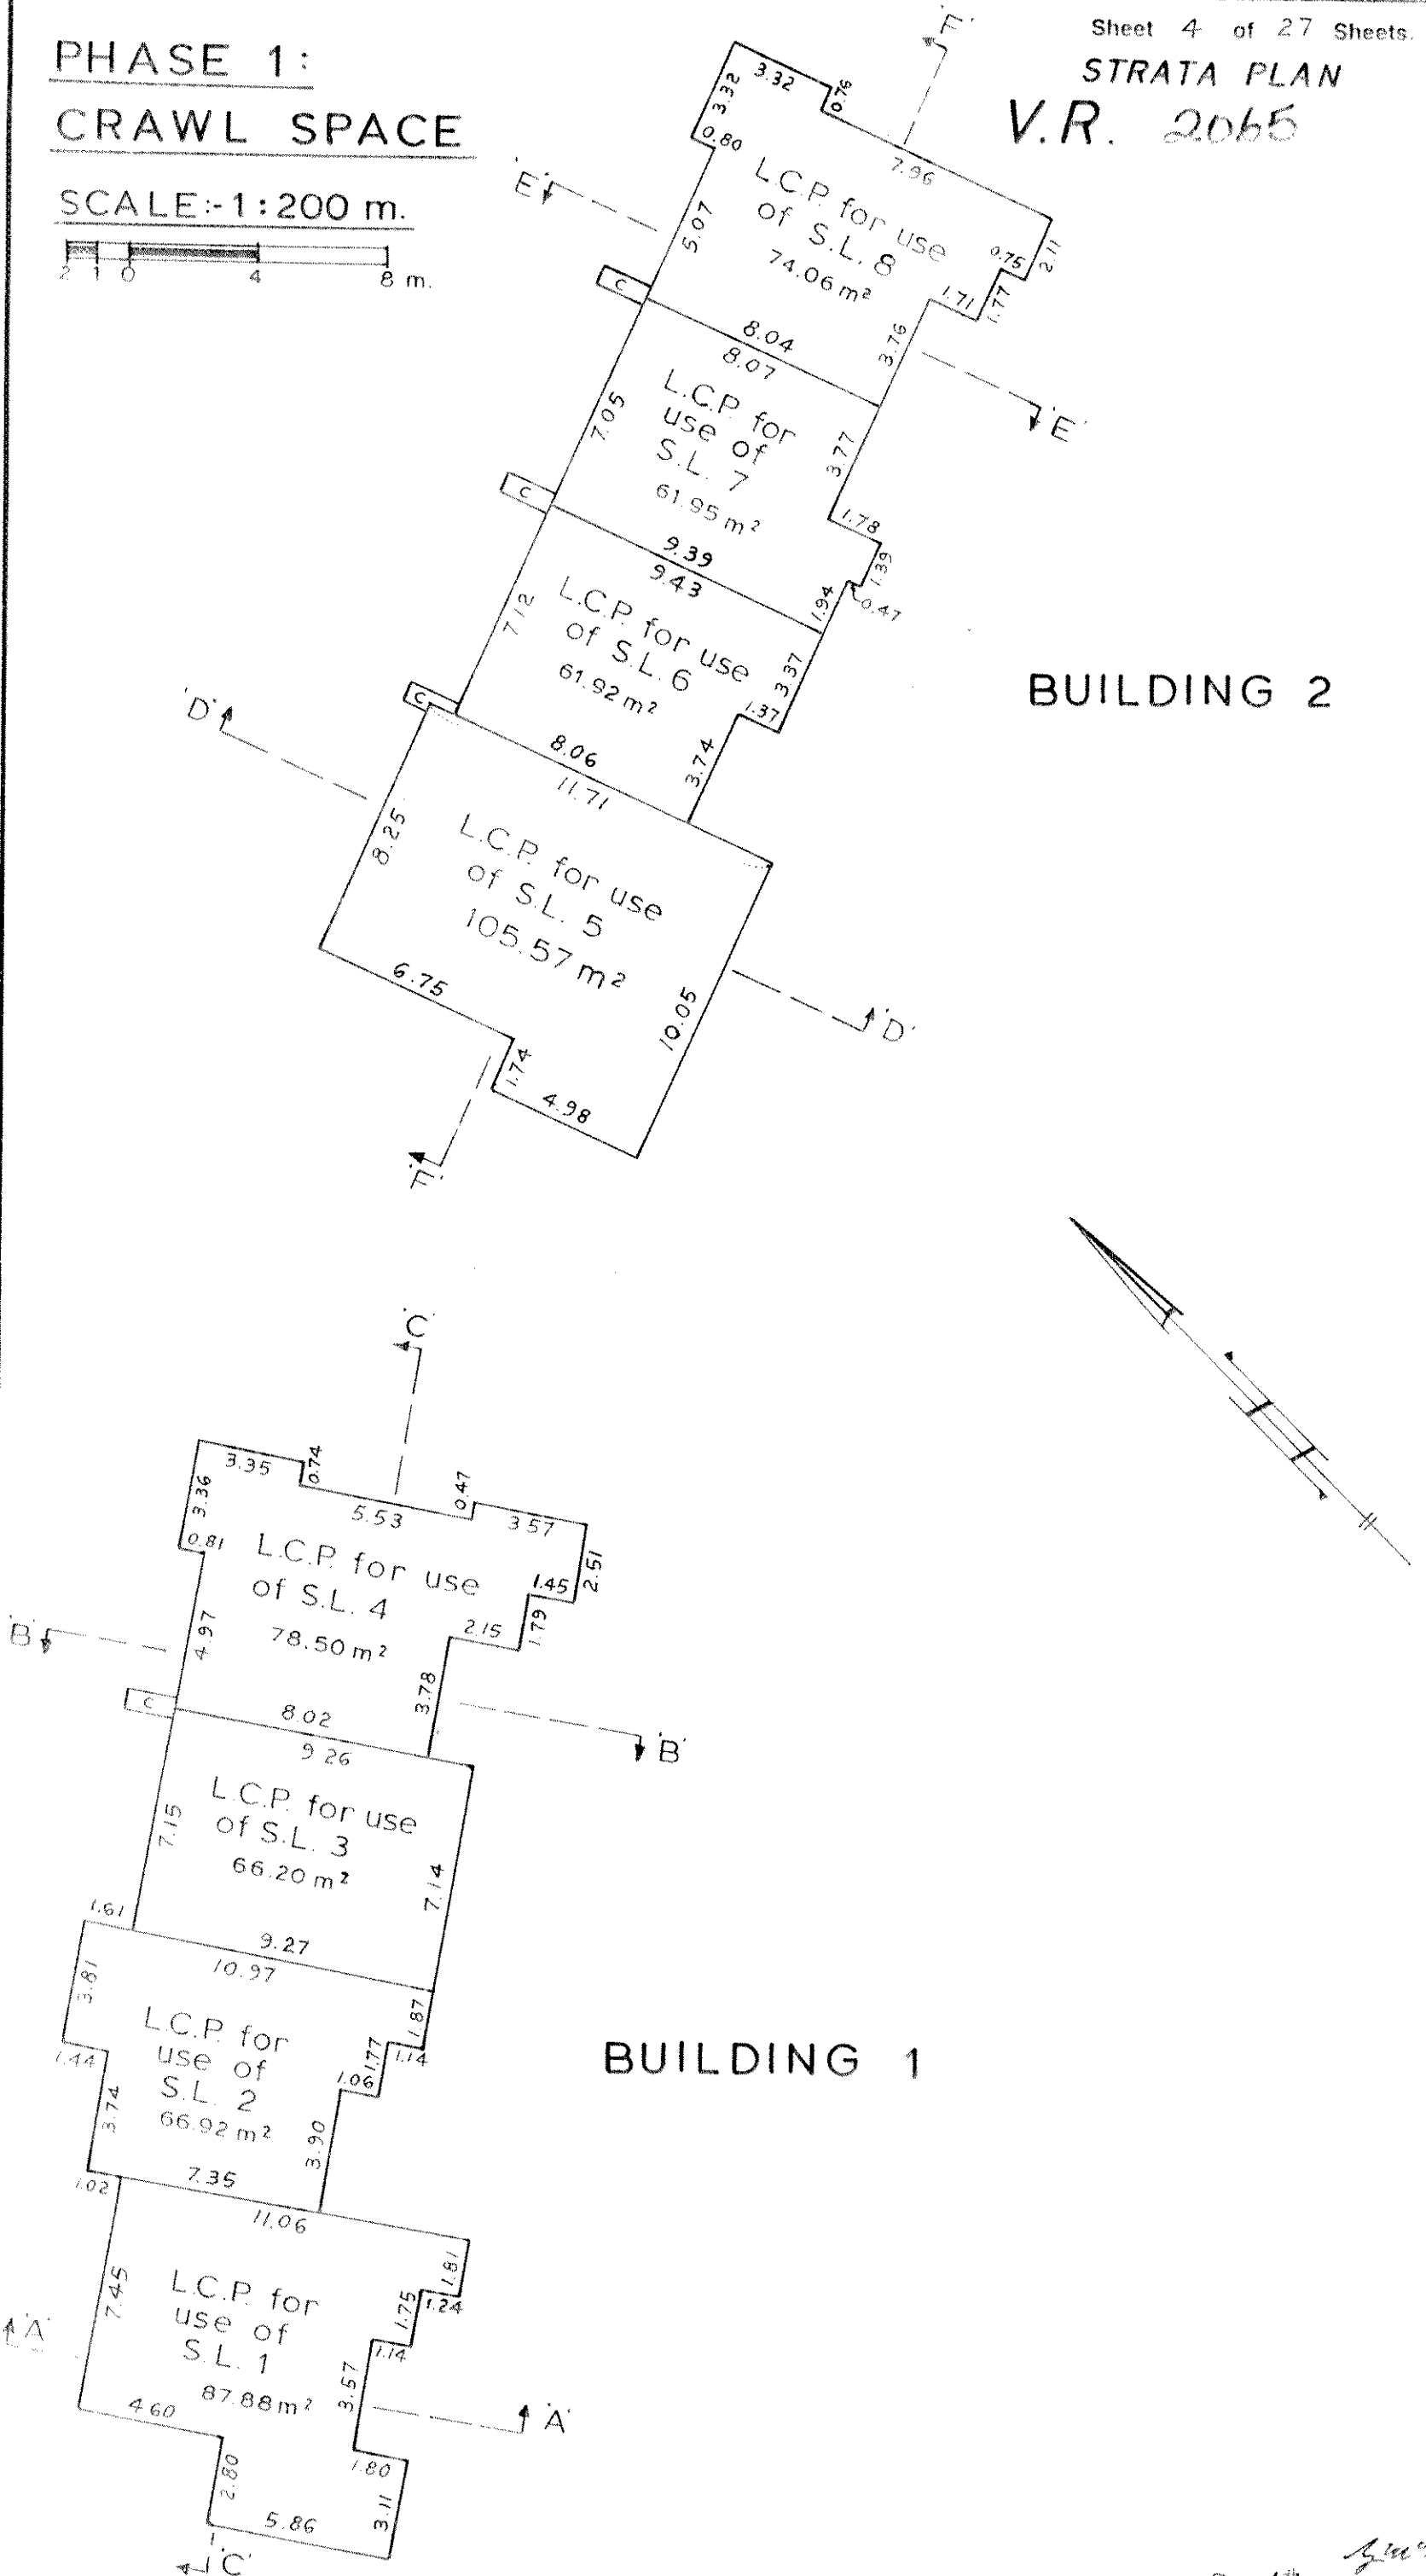 Sheet 4 of 27 Sheets.
STRATA PLAN
V.R. 2065
PHASE 1:
CRAWL SPACE
SCALE:-1:200 m.
2 1 0 4 8 m.
'F'
3.32
0.76
3.32
0.80
7.96
L.C.P. for use
of S.L. 8
74.06 m²
'E'
5.07
0.75
2.11
1.77
1.71
3.76
C
8.04
8.07
'E'
L.C.P. for
use of
S.L. 7
61.95 m²
7.05
3.77
1.78
1.39
0.47
1.94
C
9.39
9.43
L.C.P. for use
of S.L. 6
61.92 m²
7.12
3.37
1.37
3.74
BUILDING 2
C
'D'
8.06
11.71
L.C.P. for use
of S.L. 5
105.57 m²
8.25
6.75
10.05
'D'
1.74
4.98
'F'
'C'
3.35
0.74
3.36
0.81
5.53
0.47
3.57
2.51
1.45
1.79
2.15
L.C.P. for use
of S.L. 4
78.50 m²
'B'
4.97
3.78
C
8.02
9.26
'B'
L.C.P. for use
of S.L. 3
66.20 m²
7.15
7.14
1.61
9.27
10.97
3.81
1.87
1.77
1.14
1.44
1.06
L.C.P. for
use of
S.L. 2
66.92 m²
3.74
3.90
BUILDING 1
1.02
7.35
11.06
1.81
1.24
1.75
1.14
L.C.P. for
use of
S.L. 1
87.88 m²
7.45
3.57
'A'
'A'
4.60
1.80
2.80
3.11
5.86
'C'